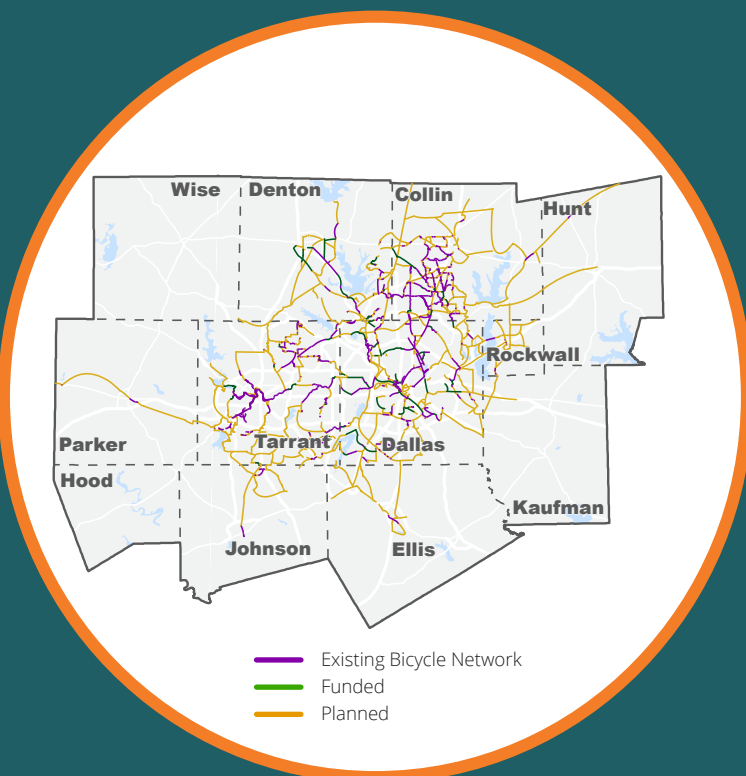 Wise
Denton
Collin
Hunt
Rockwall
Parker
Tarrant
Dallas
Hood
Kaufman
Johnson
Ellis
Existing Bicycle Network
Funded
Planned